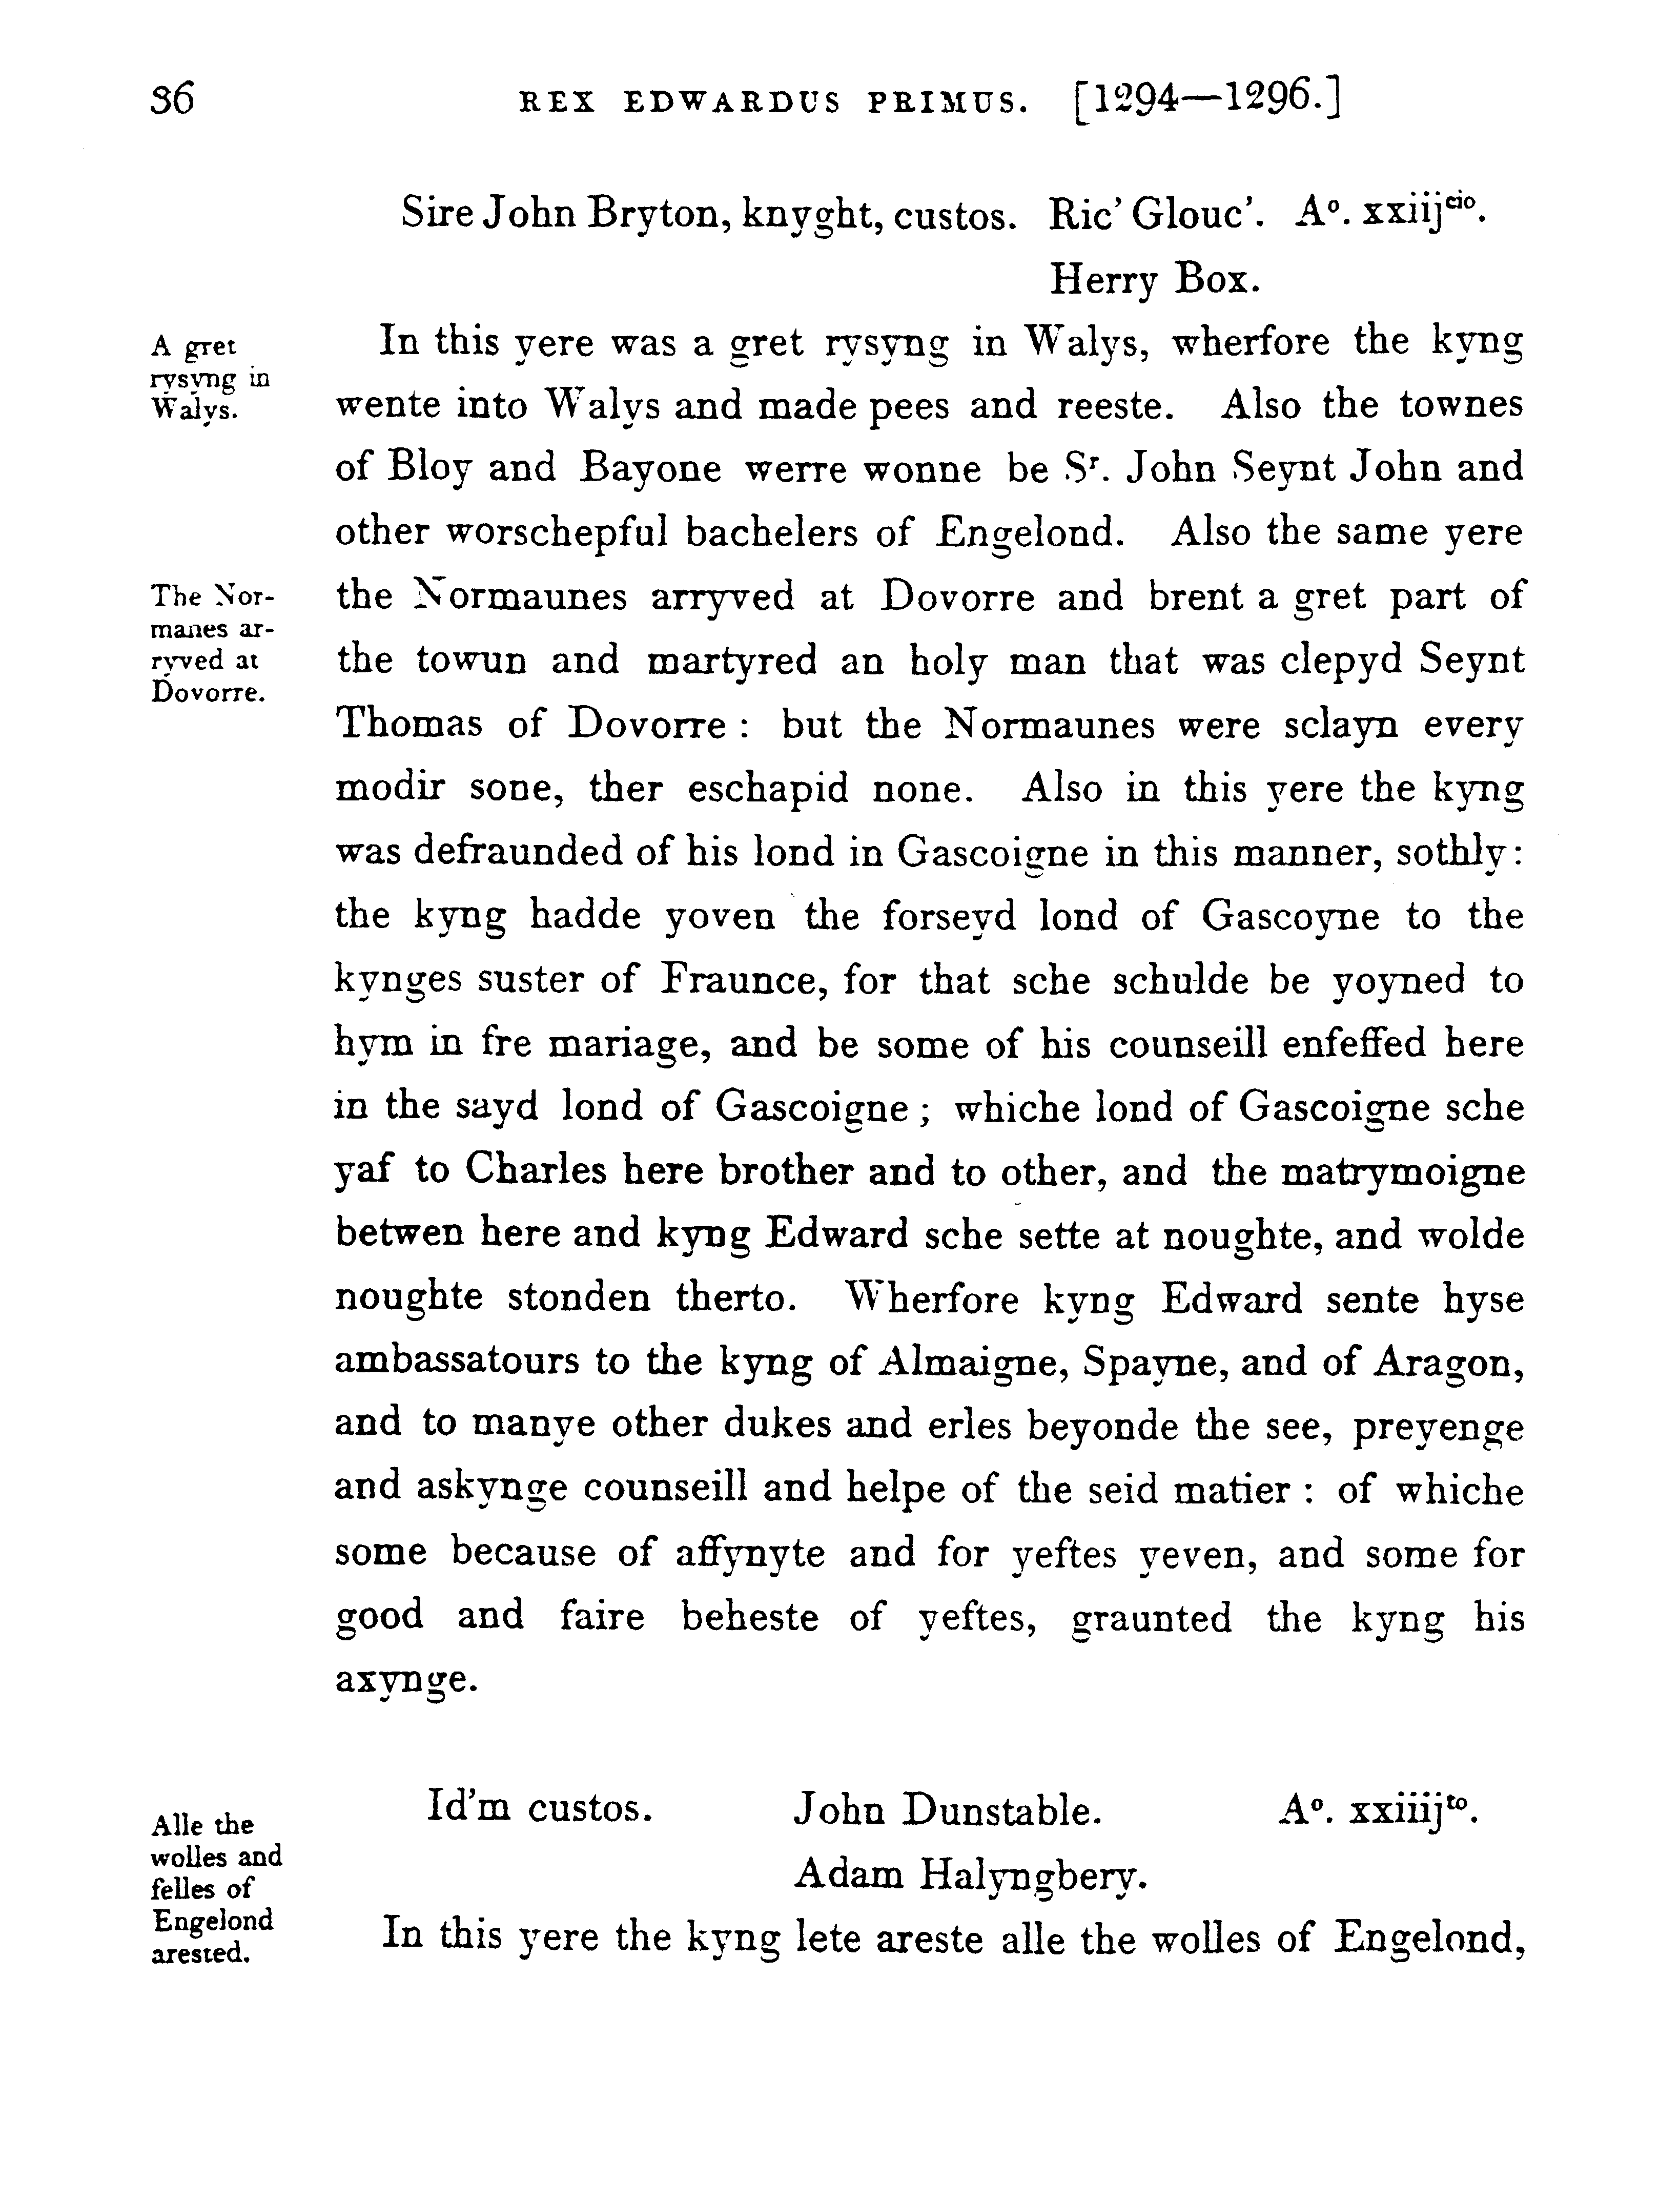 36 REX EDWARDUS PRIMUS. [1294—1296.]
Sire John Bryton, knyght, custos. Ric' Glouc'. Aº. xxiijcio.
Herry Box.
A gret
rysyng in
Walys.
In this yere was a gret rysyng in Walys, wherfore the kyng
wente into Walys and made pees and reeste. Also the townes
of Bloy and Bayone werre wonne be Sr. John Seynt John and
other worschepful bachelers of Engelond. Also the same yere
The Nor-
manes ar-
ryved at
Dovorre.
the Normaunes arryved at Dovorre and brent a gret part of
the towun and martyred an holy man that was clepyd Seynt
Thomas of Dovorre : but the Normaunes were sclayn every
modir sone, ther eschapid none. Also in this yere the kyng
was defraunded of his lond in Gascoigne in this manner, sothly:
the kyng hadde yoven the forseyd lond of Gascoyne to the
kynges suster of Fraunce, for that sche schulde be yoyned to
hym in fre mariage, and be some of his counseill enfeffed here
in the sayd lond of Gascoigne ; whiche lond of Gascoigne sche
yaf to Charles here brother and to other, and the matrymoigne
betwen here and kyng Edward sche sette at noughte, and wolde
noughte stonden therto. Wherfore kyng Edward sente hyse
ambassatours to the kyng of Almaigne, Spayne, and of Aragon,
and to manye other dukes and erles beyonde the see, preyenge
and askynge counseill and helpe of the seid matier : of whiche
some because of affynyte and for yeftes yeven, and some for
good and faire beheste of yeftes, graunted the kyng his
axynge.
Id'm custos. John Dunstable. Aº. xxiiijto.
Adam Halyngbery.
Alle the
wolles and
felles of
Engelond
arested.
In this yere the kyng lete areste alle the wolles of Engelond,